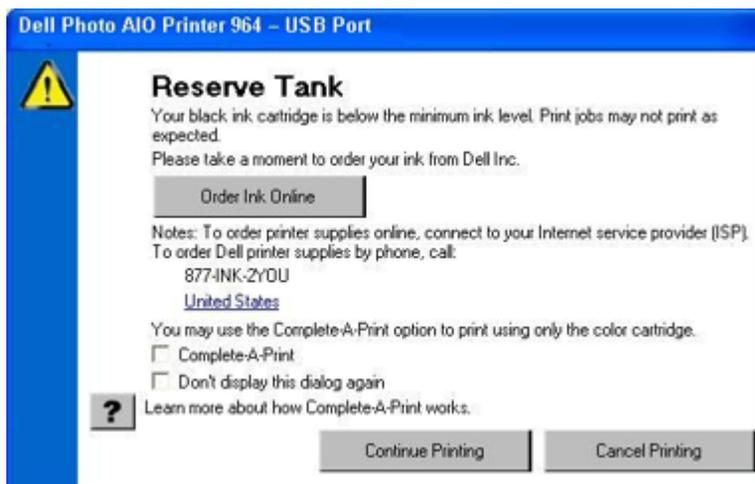 Dell Photo AIO Printer 964 – USB Port
Reserve Tank
Your black ink cartridge is below the minimum ink level. Print jobs may not print as
expected.
Please take a moment to order your ink from Dell Inc.
Order Ink Online
Notes: To order printer supplies online, connect to your Internet service provider (ISP).
To order Dell printer supplies by phone, call:
877-INK-2YOU
United States
You may use the Complete-A-Print option to print using only the color cartridge.
Complete-A-Print
Don't display this dialog again
? Learn more about how Complete-A-Print works.
Continue Printing Cancel Printing